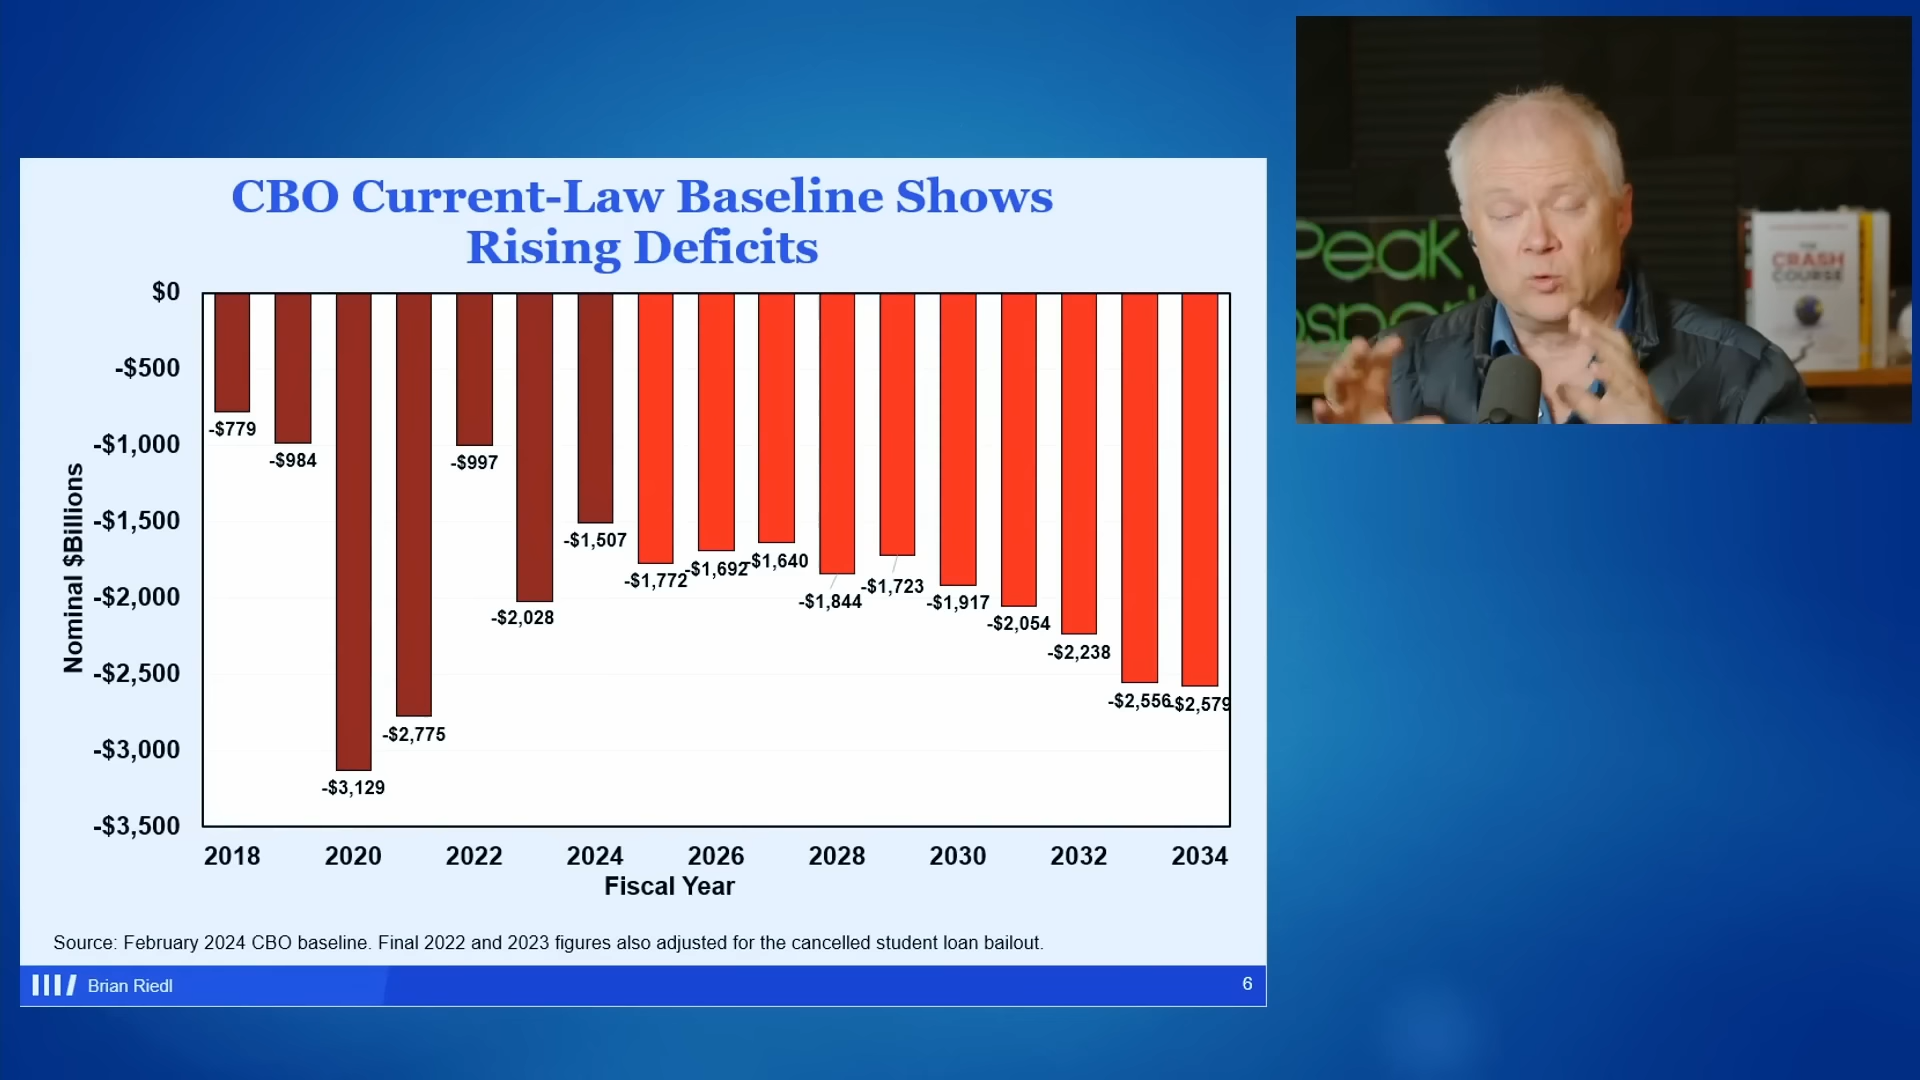 CBO Current-Law Baseline Shows
Rising Deficits
$0
-$500
-$1,000
-$1,500
-$2,000
-$2,500
-$3,000
-$3,500
Nominal $Billions
-$779
-$984
-$3,129
-$2,775
-$997
-$2,028
-$1,507
-$1,772
-$1,692
-$1,640
-$1,844
-$1,723
-$1,917
-$2,054
-$2,238
-$2,556
-$2,579
2018 2020 2022 2024 2026 2028 2030 2032 2034
Fiscal Year
Source: February 2024 CBO baseline. Final 2022 and 2023 figures also adjusted for the cancelled student loan bailout.
Brian Riedl
6
Peak
THE
CRASH
COURSE